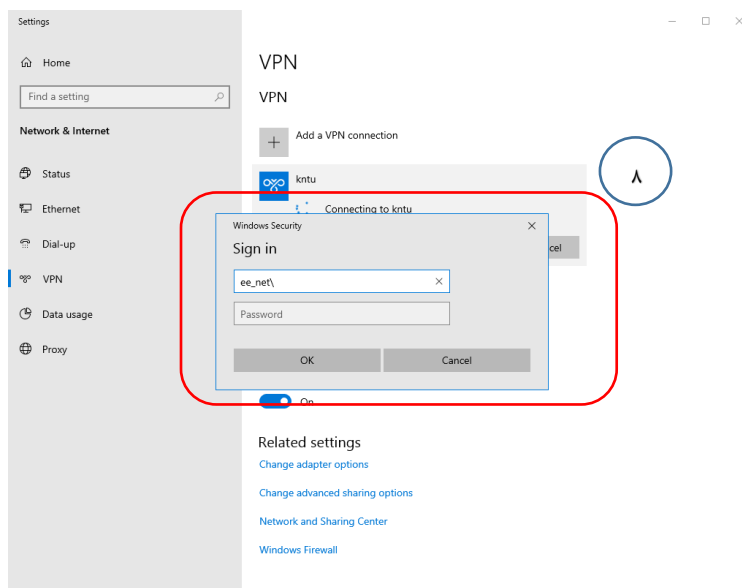 Settings
Home
Find a setting
Network & Internet
Status
Ethernet
Dial-up
VPN
Data usage
Proxy
VPN
VPN
Add a VPN connection
kntu
Connecting to kntu
cel
Windows Security
Sign in
ee_net\
Password
OK
Cancel
On
Related settings
Change adapter options
Change advanced sharing options
Network and Sharing Center
Windows Firewall
۸